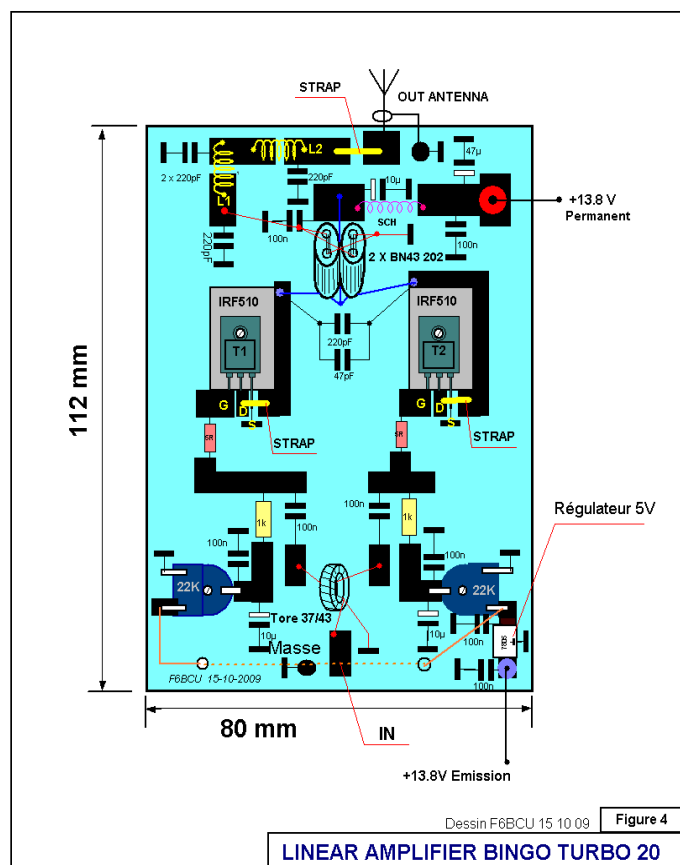 STRAP
OUT ANTENNA
47µ
L2
2 x 220pF
220pF
10µ
L1
+13.8 V
Permanent
SCH
100n
100n
220pF
2 X BN43 202
IRF510
IRF510
T1
220pF
T2
47pF
112 mm
G
D
S
G
D
S
STRAP
STRAP
5R
5R
100n
100n
Régulateur 5V
1k
1k
100n
100n
22K
22K
Tore 37/43
10µ
10µ
100n
Masse
7805
F6BCU 15-10-2009
100n
80 mm
IN
+13.8V Emission
Dessin F6BCU 15 10 09
Figure 4
LINEAR AMPLIFIER BINGO TURBO 20